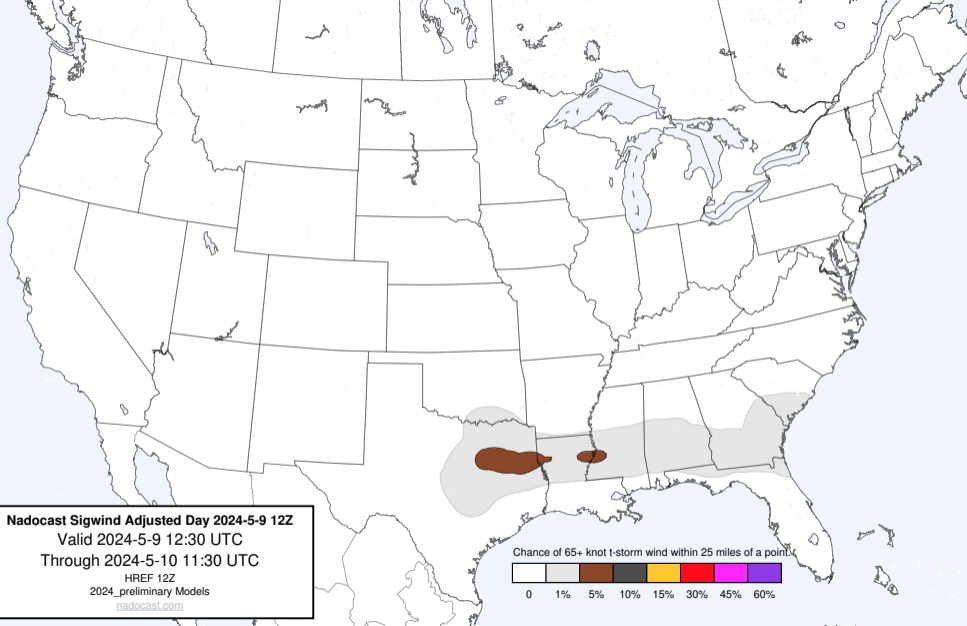 Nadocast Sigwind Adjusted Day 2024-5-9 12Z
Valid 2024-5-9 12:30 UTC
Through 2024-5-10 11:30 UTC
HREF 12Z
2024_preliminary Models
nadocast.com
Chance of 65+ knot t-storm wind within 25 miles of a point.
0 1% 5% 10% 15% 30% 45% 60%